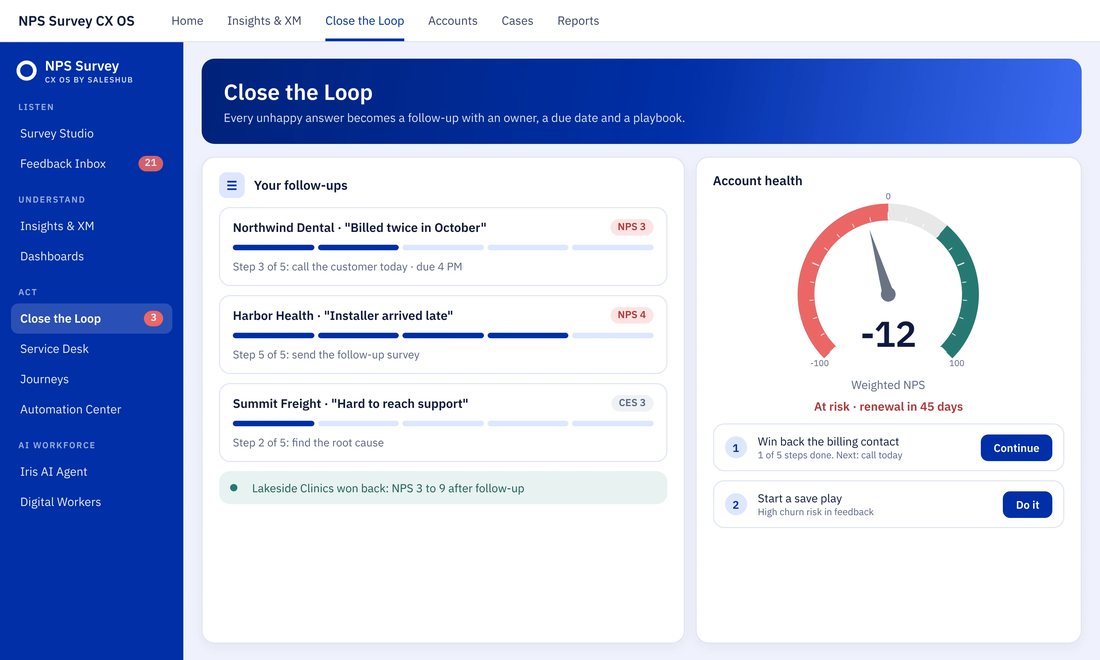 NPS Survey CX OS
Home
Insights & XM
Close the Loop
Accounts
Cases
Reports
NPS Survey
CX OS BY SALESHUB
LISTEN
Survey Studio
Feedback Inbox
21
UNDERSTAND
Insights & XM
Dashboards
ACT
Close the Loop
3
Service Desk
Journeys
Automation Center
AI WORKFORCE
Iris AI Agent
Digital Workers
Close the Loop
Every unhappy answer becomes a follow-up with an owner, a due date and a playbook.
Your follow-ups
Northwind Dental · "Billed twice in October"
NPS 3
Step 3 of 5: call the customer today · due 4 PM
Harbor Health · "Installer arrived late"
NPS 4
Step 5 of 5: send the follow-up survey
Summit Freight · "Hard to reach support"
CES 3
Step 2 of 5: find the root cause
Lakeside Clinics won back: NPS 3 to 9 after follow-up
Account health
0
-12
-100
100
Weighted NPS
At risk · renewal in 45 days
1
Win back the billing contact
1 of 5 steps done. Next: call today
Continue
2
Start a save play
High churn risk in feedback
Do it